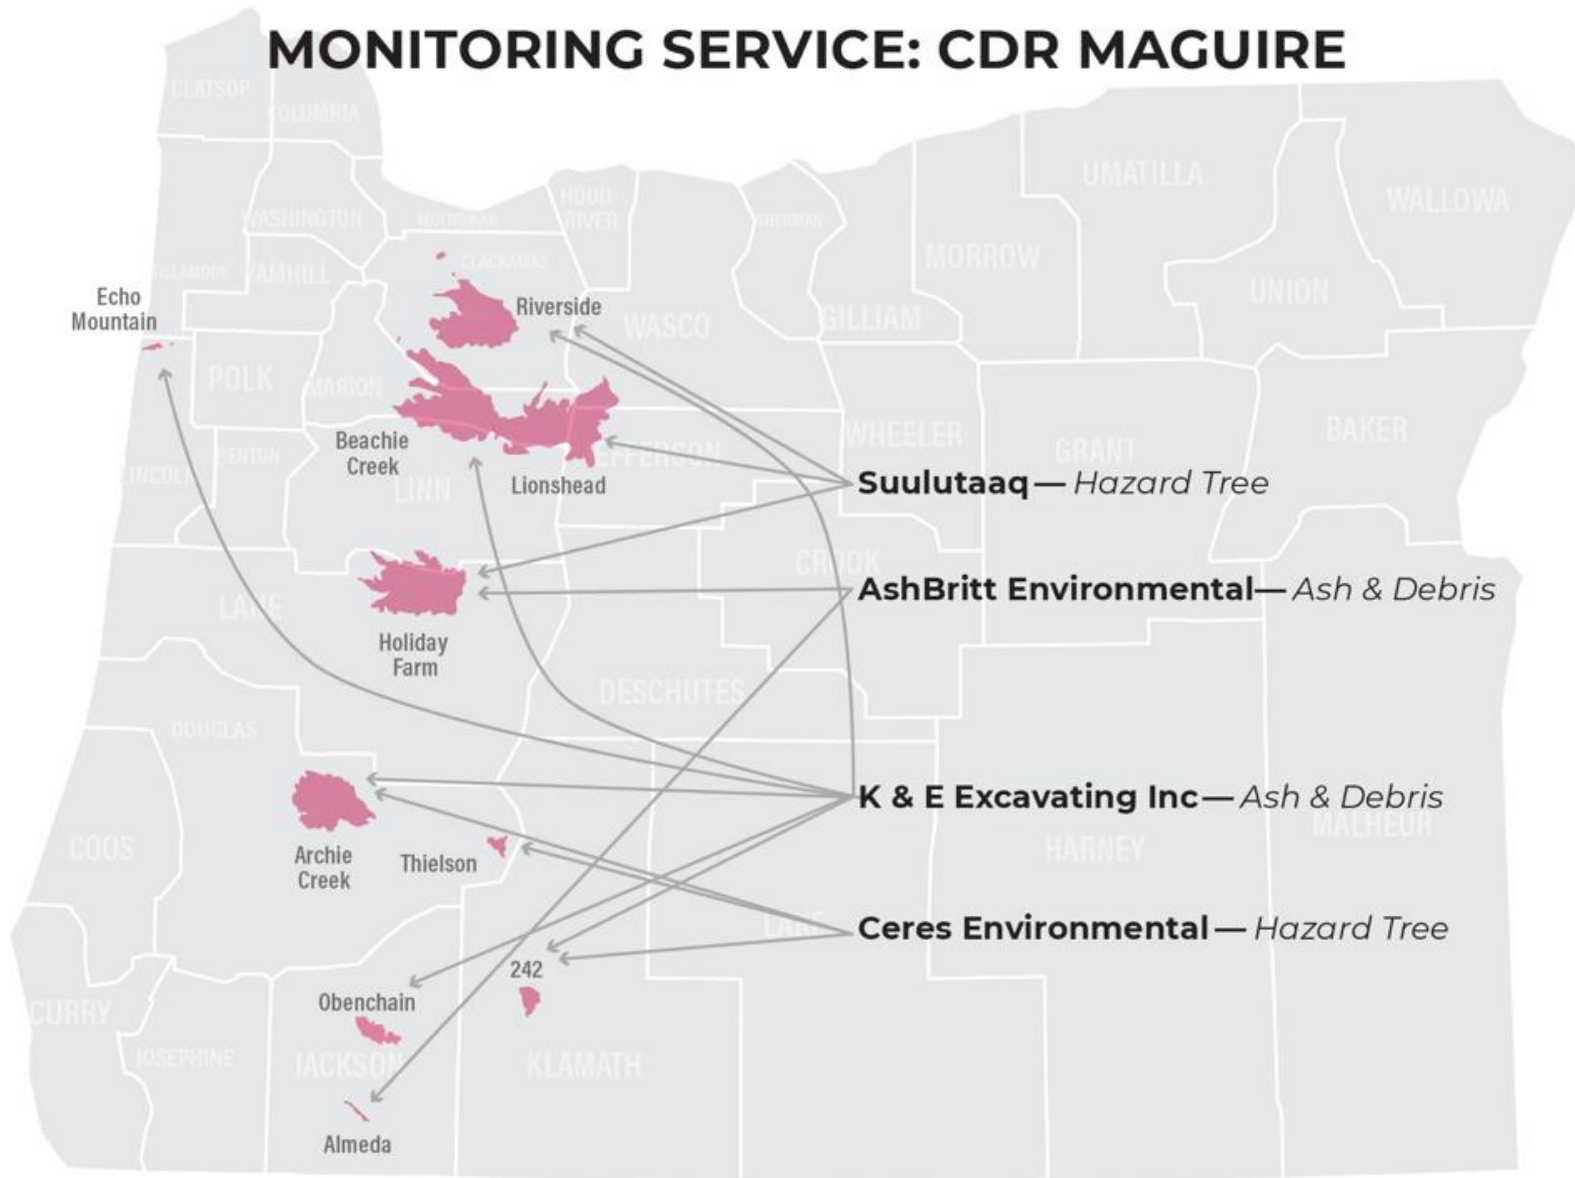 MONITORING SERVICE: CDR MAGUIRE
CLATSOP
COLUMBIA
HOOD
RIVER
UMATILLA
WALLOWA
WASHINGTON
MULTNOMAH
SHERMAN
MORROW
TILLAMOOK
YAMHILL
CLACKAMAS
UNION
Echo
Mountain
Riverside
WASCO
GILLIAM
POLK
MARION
Beachie
Creek
JEFFERSON
WHEELER
GRANT
BAKER
BENTON
LINCOLN
LINN
Lionshead
Suulutaaq — Hazard Tree
CROOK
AshBritt Environmental — Ash & Debris
LANE
Holiday
Farm
DESCHUTES
DOUGLAS
K & E Excavating Inc — Ash & Debris
MALHEUR
COOS
HARNEY
Archie
Creek
Thielson
LAKE
Ceres Environmental — Hazard Tree
242
Obenchain
CURRY
JOSEPHINE
JACKSON
KLAMATH
Almeda